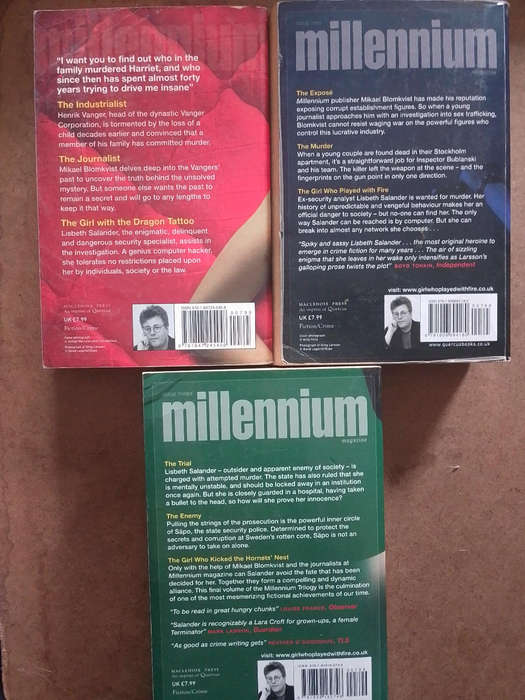 "I want you to find out who in the
family murdered Harriet, and who
since then has spent almost forty
years trying to drive me insane"
The Industrialist
Henrik Vanger, head of the dynastic Vanger
Corporation, is tormented by the loss of a
child decades earlier and convinced that a
member of his family has committed murder.
The Journalist
Mikael Blomkvist delves deep into the Vangers'
past to uncover the truth behind the unsolved
mystery. But someone else wants the past to
remain a secret and will go to any lengths to
keep it that way.
The Girl with the Dragon Tattoo
Lisbeth Salander, the enigmatic, delinquent
and dangerous security specialist, assists in
the investigation. A genius computer hacker,
she tolerates no restrictions placed upon
her by individuals, society or the law.
MACLEHOSE PRESS
An imprint of Quercus
UK £7.99
Fiction/Crime
millennium
The Exposé
Millennium publisher Mikael Blomkvist has made his reputation
exposing corrupt establishment figures. So when a young
journalist approaches him with an investigation into sex trafficking,
Blomkvist cannot resist waging war on the powerful figures who
control this lucrative industry.
The Murder
When a young couple are found dead in their Stockholm
apartment, it's a straightforward job for Inspector Bublanski
and his team. The killer left the weapon at the scene – and the
fingerprints on the gun point in only one direction.
The Girl Who Played with Fire
Ex-security analyst Lisbeth Salander is wanted for murder. Her
history of unpredictable and vengeful behaviour makes her an
official danger to society – but no-one can find her. The only
way Salander can be reached is by computer. But she can
break into almost any network she chooses . . .
"Spiky and sassy Lisbeth Salander . . . the most original heroine to
emerge in crime fiction for many years . . . The air of sizzling
enigma that she leaves in her wake only intensifies as Larsson's
galloping prose twists the plot" BOYD TONKIN, Independent
visit: www.girlwhoplayedwithfire.co.uk
MACLEHOSE PRESS
An imprint of Quercus
UK £7.99
Fiction/Crime
www.quercusbooks.co.uk
millennium
magazine
The Trial
Lisbeth Salander – outsider and apparent enemy of society – is
charged with attempted murder. The state has also ruled that she
is mentally unstable, and should be locked away in an institution
once again. But she is closely guarded in a hospital, having taken
a bullet to the head, so how will she prove her innocence?
The Enemy
Pulling the strings of the prosecution is the powerful inner circle
of Säpo, the state security police. Determined to protect the
secrets and corruption at Sweden's rotten core, Säpo is not an
adversary to take on alone.
The Girl Who Kicked the Hornets' Nest
Only with the help of Mikael Blomkvist and the journalists at
Millennium magazine can Salander avoid the fate that has been
decided for her. Together they form a compelling and dynamic
alliance. This final volume of the Millennium Trilogy is the culmination
of one of the most mesmerizing fictional achievements of our time.
"To be read in great hungry chunks" LOUISE FRANCE, Observer
"Salander is recognizably a Lara Croft for grown-ups, a female
Terminator" MARK LAWSON, Guardian
"As good as crime writing gets" TLS
visit: www.girlwhoplayedwithfire.co.uk
MACLEHOSE PRESS
An imprint of Quercus
UK £7.99
Fiction/Crime